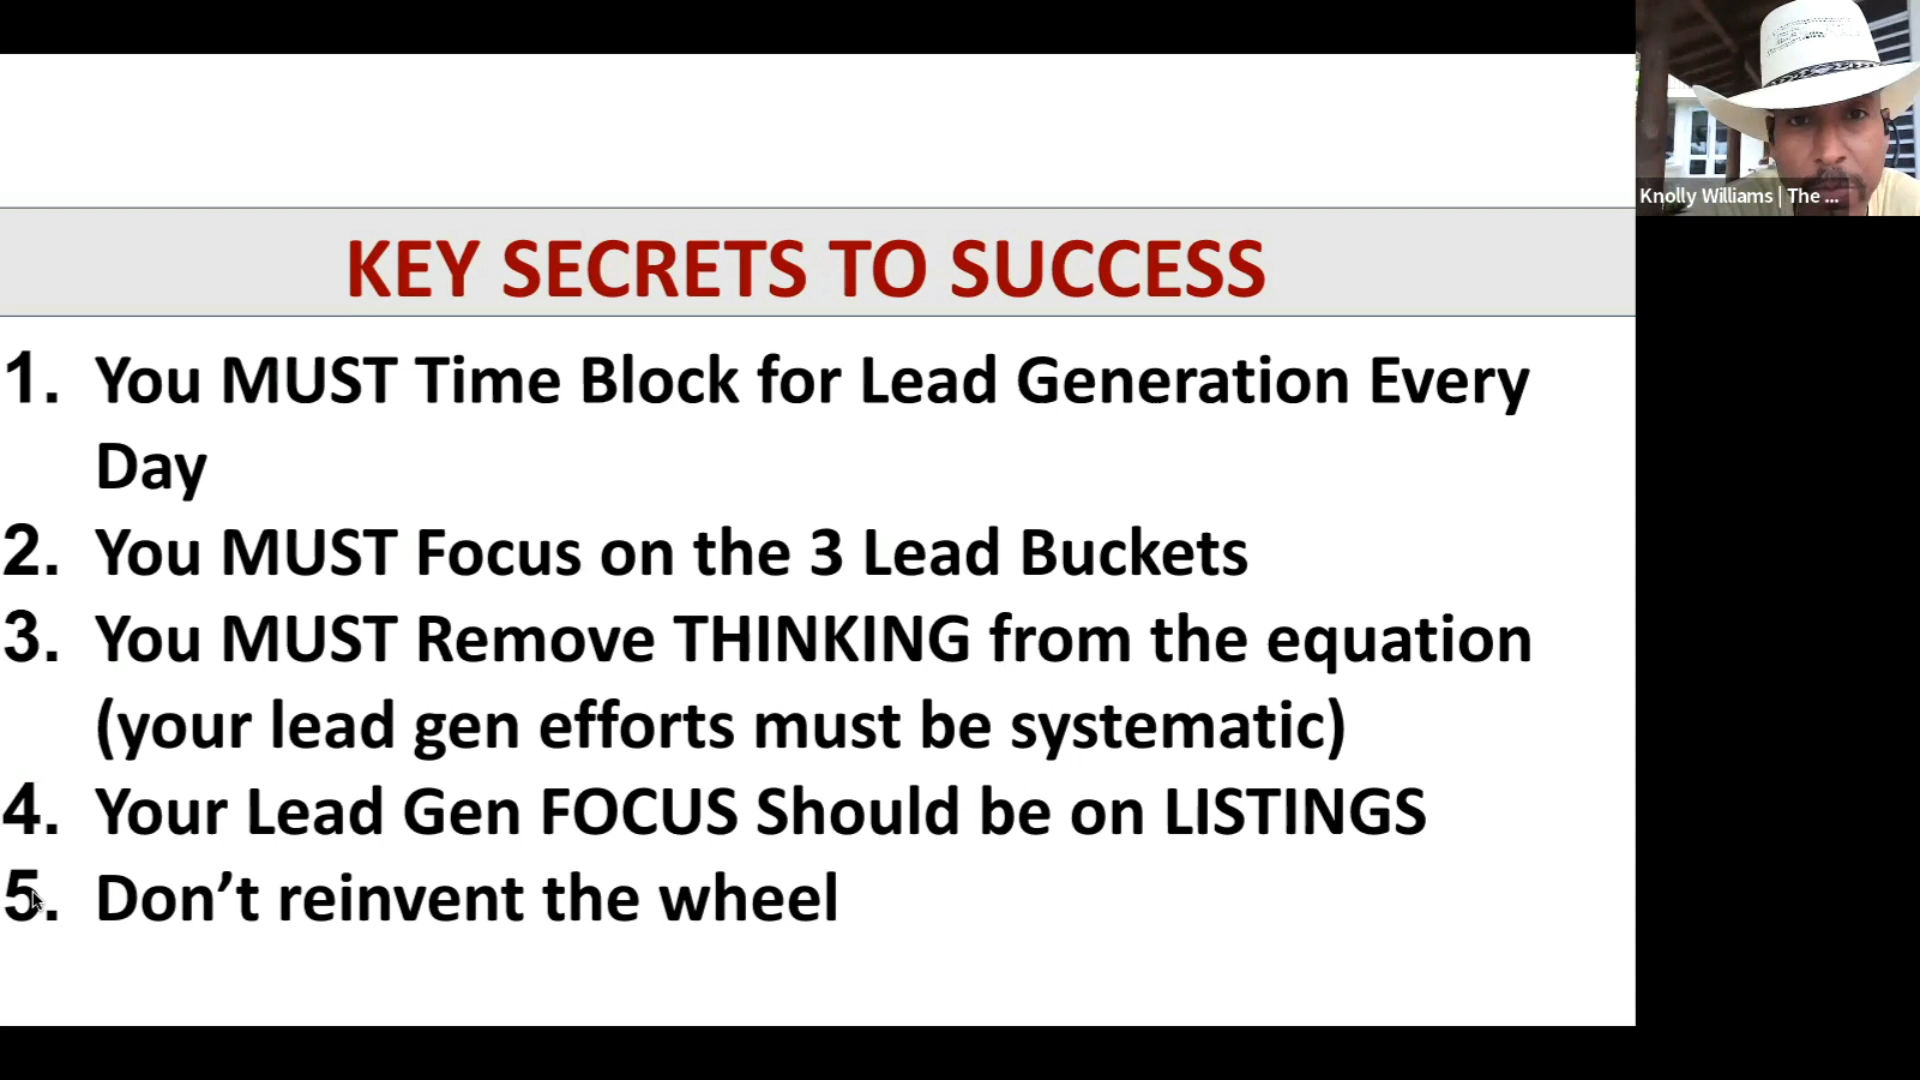 Knolly Williams | The ...
KEY SECRETS TO SUCCESS
1. You MUST Time Block for Lead Generation Every
Day
2. You MUST Focus on the 3 Lead Buckets
3. You MUST Remove THINKING from the equation
(your lead gen efforts must be systematic)
4. Your Lead Gen FOCUS Should be on LISTINGS
5. Don’t reinvent the wheel